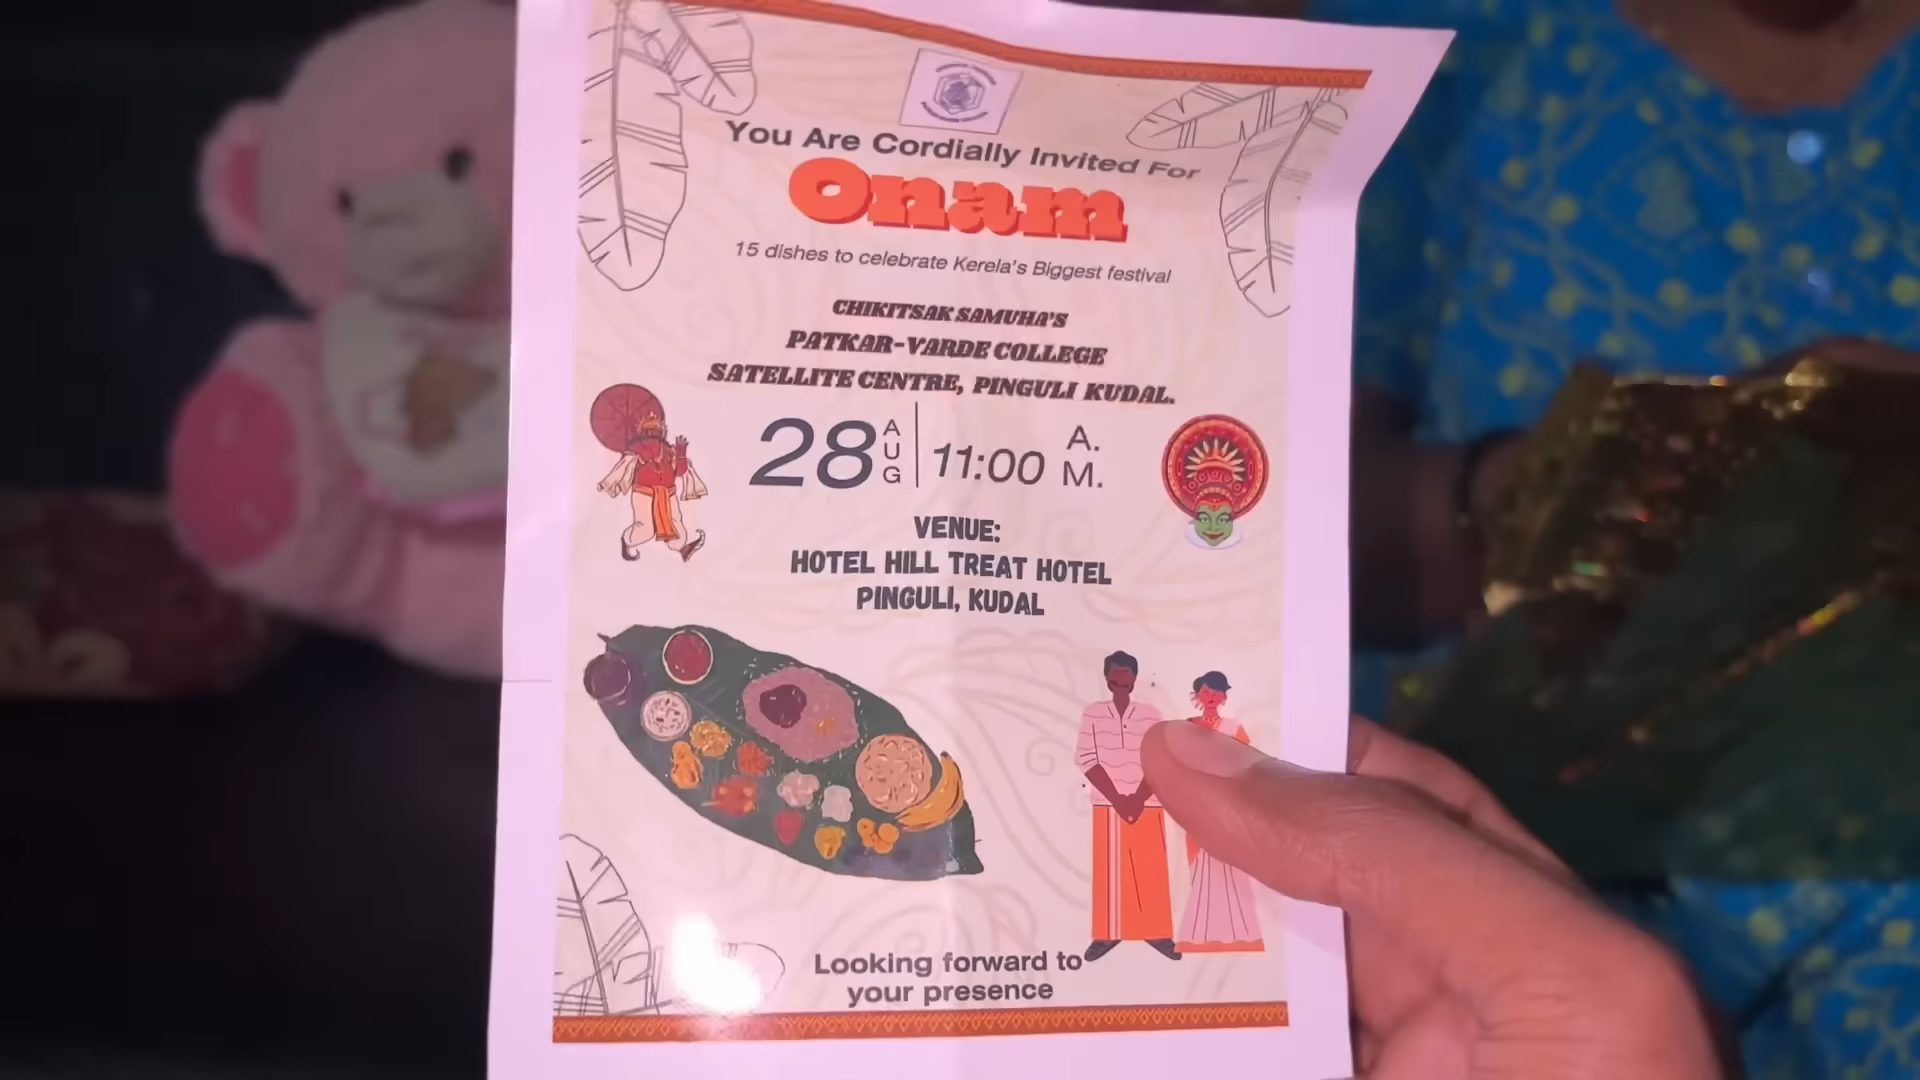 You Are Cordially Invited For
Onam
15 dishes to celebrate Kerela's Biggest festival
CHIKITSAK SAMUHA'S
PATKAR-VARDE COLLEGE
SATELLITE CENTRE, PINGULI KUDAL.
28 AUG 11:00 A.M.
VENUE:
HOTEL HILL TREAT HOTEL
PINGULI, KUDAL
Looking forward to
your presence